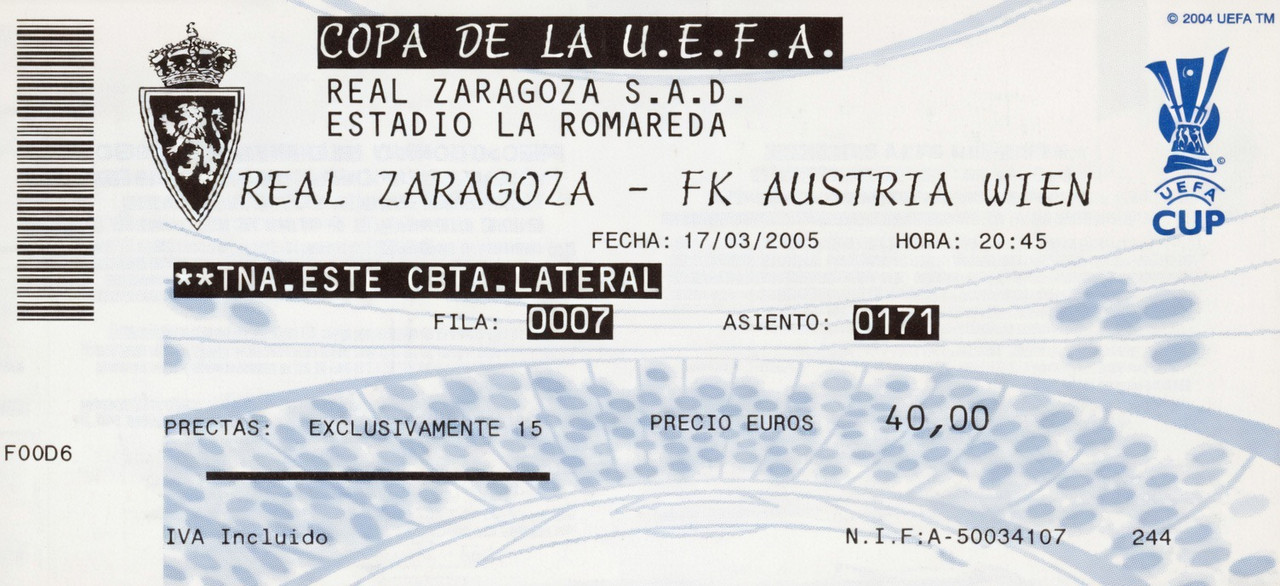 © 2004 UEFA TM
COPA DE LA U.E.F.A.
REAL ZARAGOZA S.A.D.
ESTADIO LA ROMAREDA
REAL ZARAGOZA - FK AUSTRIA WIEN
UEFA
CUP
FECHA: 17/03/2005 HORA: 20:45
**TNA.ESTE CBTA.LATERAL
FILA: 0007 ASIENTO: 0171
PRECTAS: EXCLUSIVAMENTE 15 PRECIO EUROS 40,00
F00D6
IVA Incluido N.I.F:A-50034107 244